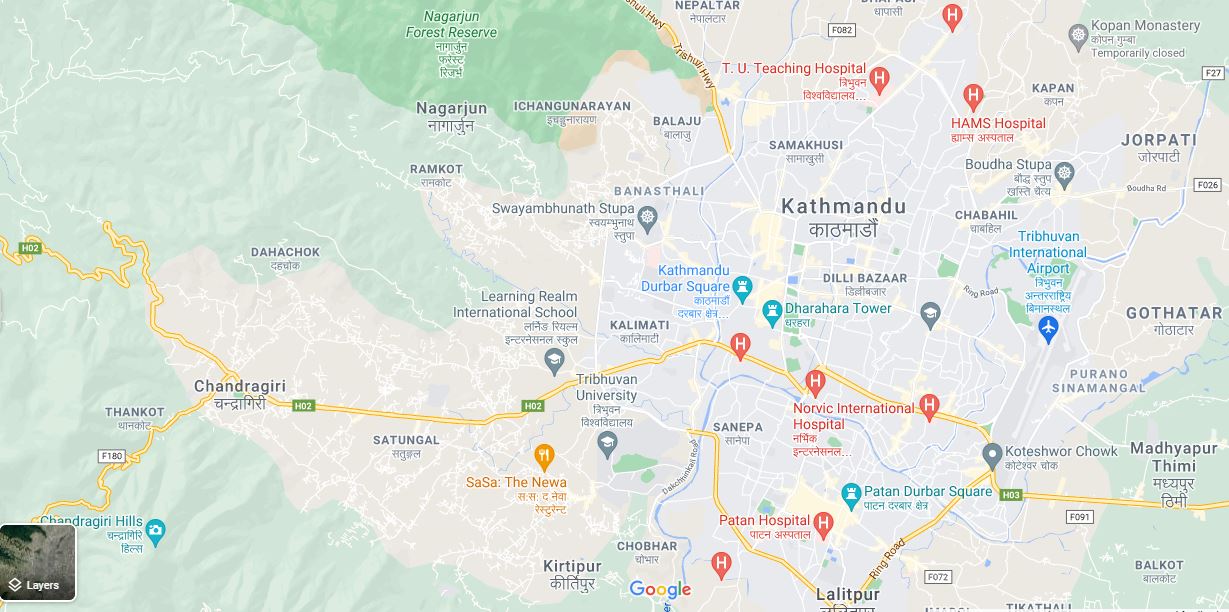 Nagarjun
Forest Reserve
नागार्जुन
फरेस्ट
रिजर्भ
NEPALTAR
नेपालटार
धापासी
F082
Trishuli Hwy
Kopan Monastery
कोपन गुम्बा
Temporarily closed
F27
T. U. Teaching Hospital
त्रिभुवन
विश्वविद्यालय...
H
H
H
HAMS Hospital
ह्याम्स अस्पताल
KAPAN
कपन
Nagarjun
नागार्जुन
ICHANGUNARAYAN
इचङ्गुनारायण
BALAJU
बालाजु
SAMAKHUSI
सामाखुसी
JORPATI
जोरपाटी
Boudha Stupa
बौद्ध स्तुप
खस्ति चैत्य
Boudha Rd
F026
RAMKOT
रानकोट
BANASTHALI
Swayambhunath Stupa
स्वयम्भुनाथ
स्तुपा
Kathmandu
काठमाडौं
CHABAHIL
चाबहिल
Tribhuvan
International
Airport
त्रिभुवन
अन्तरराष्ट्रिय
बिमानस्थल
H02
DAHACHOK
दहचोक
Kathmandu
Durbar Square
काठमाडौं
दरबार क्षेत्र...
DILLI BAZAAR
डिल्लीबजार
Ring Road
Learning Realm
International School
लर्निङ रियल्म
इन्टरनेसनल स्कुल
Dharahara Tower
धरहरा
KALIMATI
कालिमाटी
GOTHATAR
गोठाटार
H
Chandragiri
चन्द्रागिरी
H02
H02
Tribhuvan
University
त्रिभुवन
विश्वविद्यालय
H
H
Norvic International
Hospital
नर्भिक
इन्टरनेसनल...
PURANO
SINAMANGAL
THANKOT
थानकोट
SATUNGAL
सतुङ्गल
SANEPA
सानेपा
Dakchinkali Road
F180
Koteshwor Chowk
कोटेश्वर चोक
Madhyapur
Thimi
मध्यपुर
ठिमी
SaSa: The Newa
स:स: द नेवा
रेस्टुरेन्ट
Patan Durbar Square
पाटन दरबार क्षेत्र
H03
F091
Chandragiri Hills
चन्द्रागिरि
हिल्स
Patan Hospital
पाटन अस्पताल
H
CHOBHAR
चोभार
H
Ring Road
Kirtipur
कीर्तिपुर
BALKOT
बालकोट
F072
Layers
Google
Lalitpur
TIKATHALI